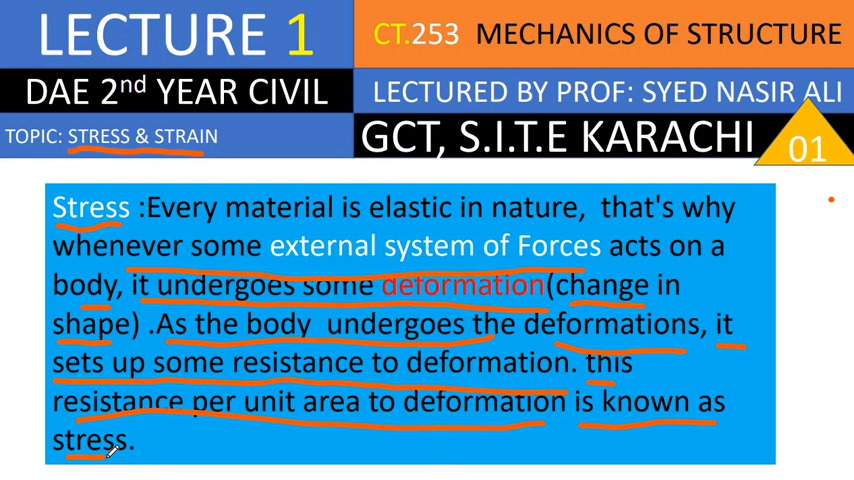 LECTURE 1
CT.253 MECHANICS OF STRUCTURE
DAE 2nd YEAR CIVIL
LECTURED BY PROF: SYED NASIR ALI
TOPIC: STRESS & STRAIN
GCT, S.I.T.E KARACHI
01
Stress :Every material is elastic in nature, that's why
whenever some external system of Forces acts on a
body, it undergoes some deformation(change in
shape) .As the body undergoes the deformations, it
sets up some resistance to deformation. this
resistance per unit area to deformation is known as
stress.